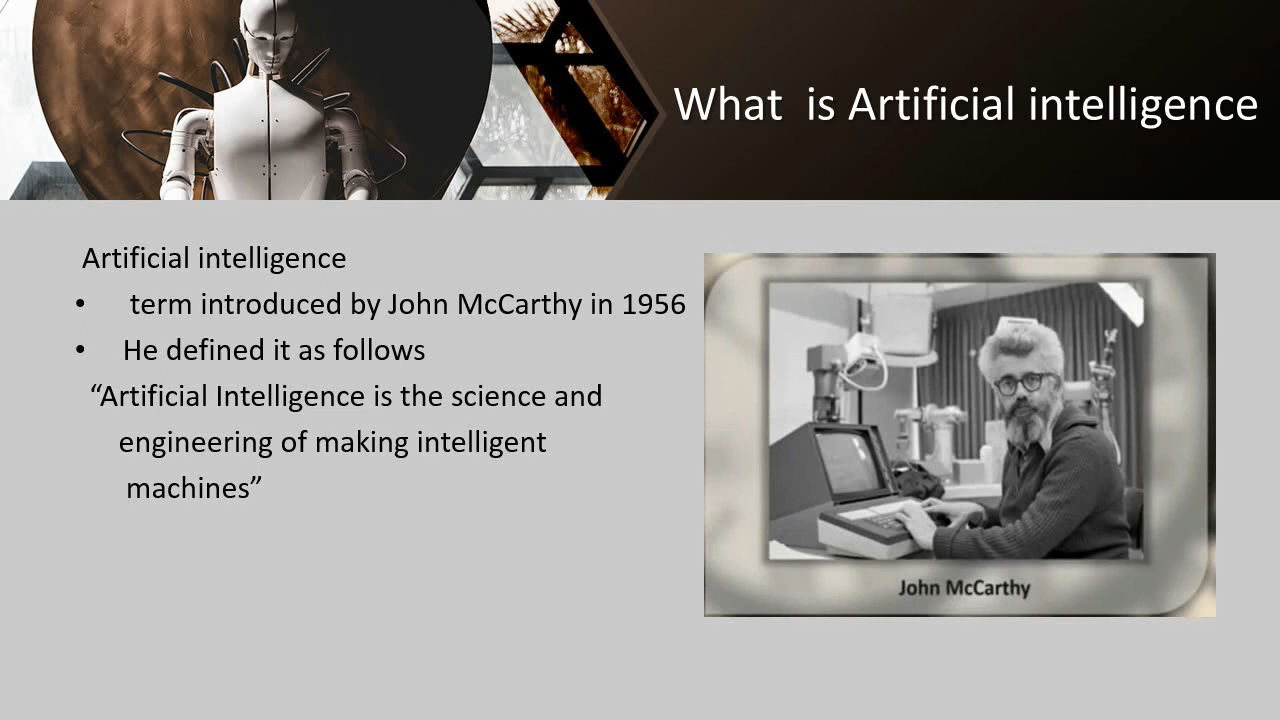 What  is Artificial intelligence
Artificial intelligence
•  term introduced by John McCarthy in 1956
•  He defined it as follows
“Artificial Intelligence is the science and
engineering of making intelligent
machines”
John McCarthy